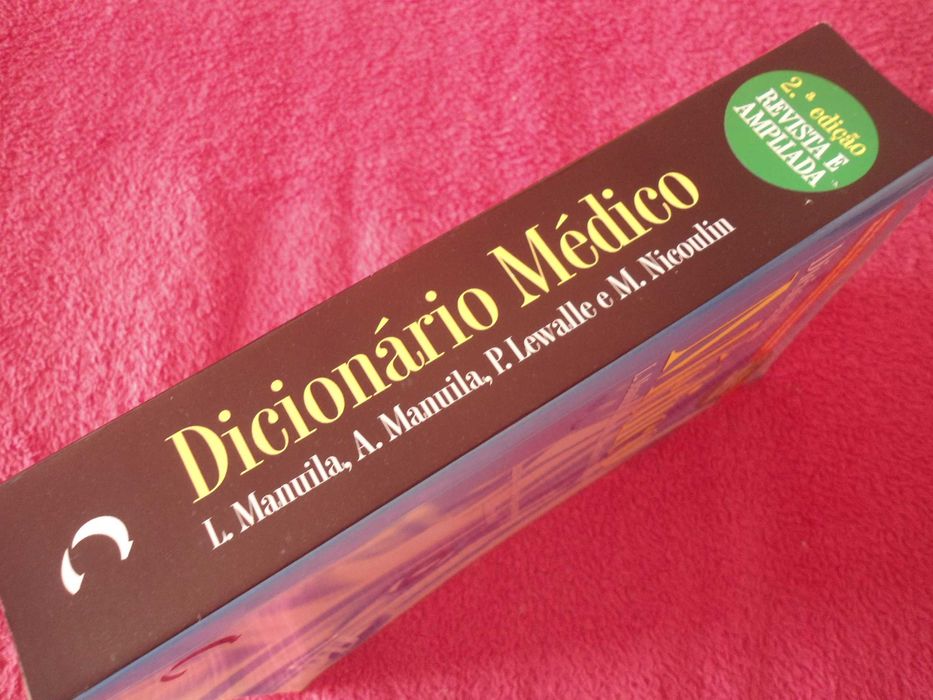 Dicionário Médico
L. Manuila, A. Manuila, P. Lewalle e M. Nicoulin
2.ª edição
REVISTA E
AMPLIADA